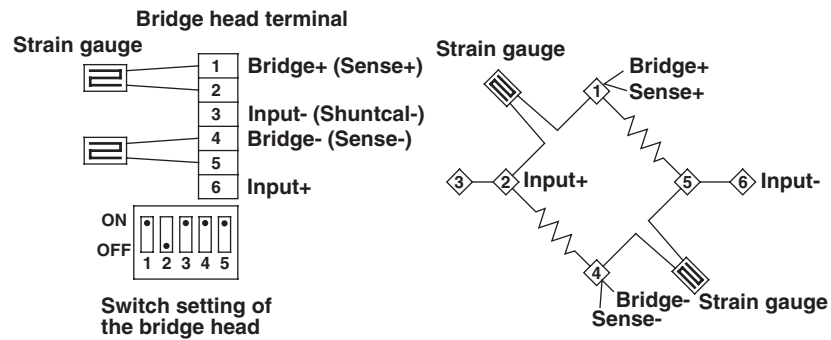 Bridge head terminal
Strain gauge
1 Bridge+ (Sense+)
2
3 Input- (Shuntcal-)
4 Bridge- (Sense-)
5
6 Input+
ON
OFF
1 2 3 4 5
Switch setting of
the bridge head
Strain gauge
Bridge+
1 Sense+
3 2 Input+ 5 6 Input-
4
Bridge- Strain gauge
Sense-